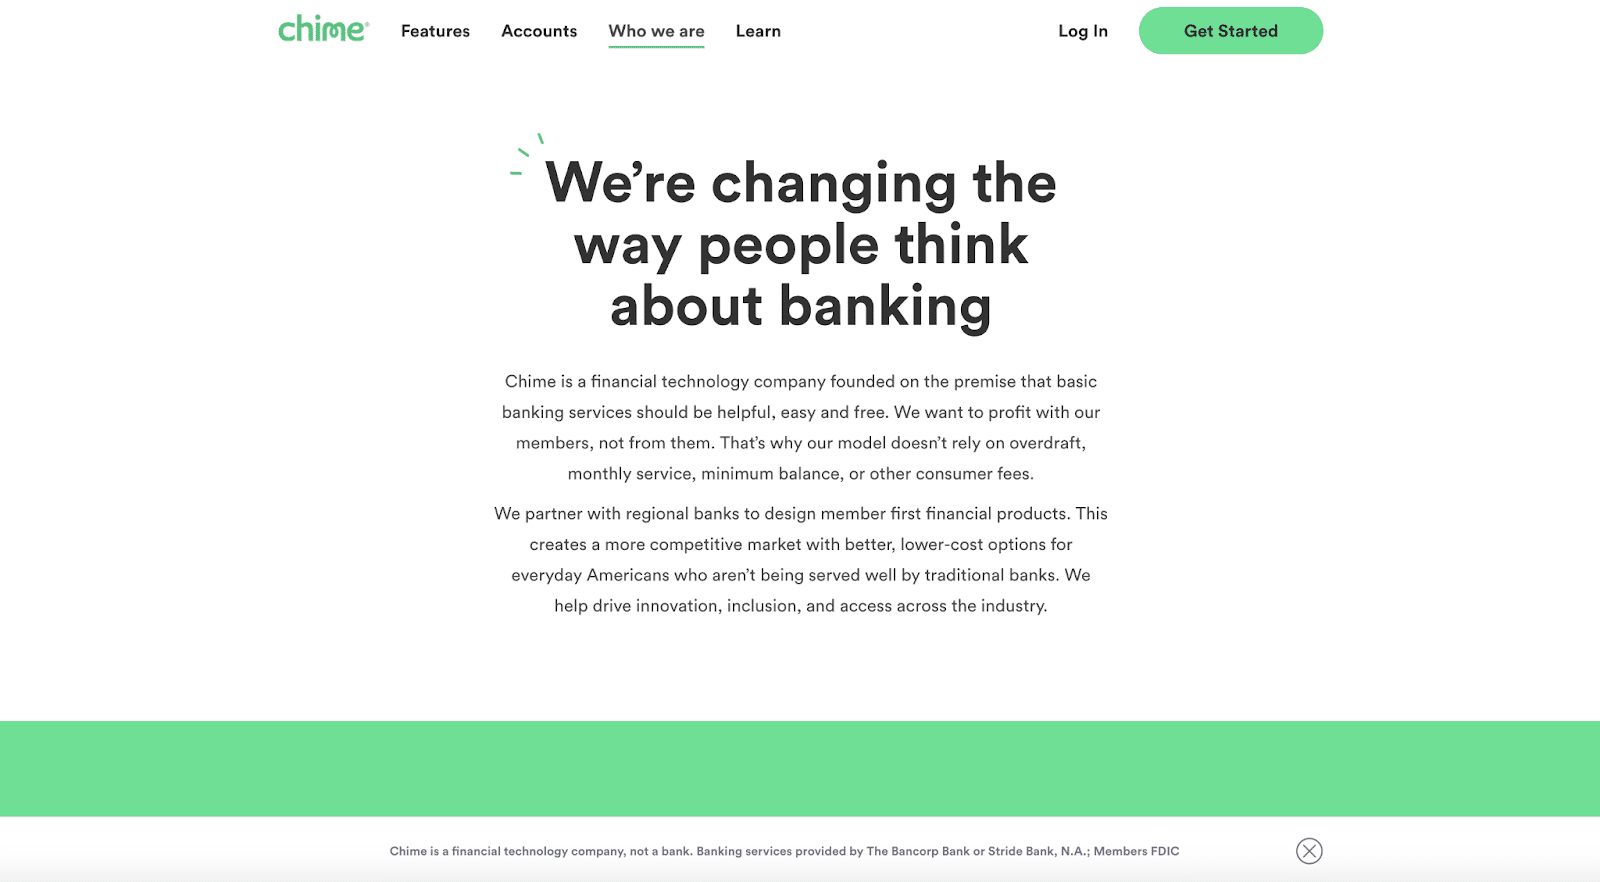 chime®
Features
Accounts
Who we are
Learn
Log In
Get Started
We’re changing the
way people think
about banking
Chime is a financial technology company founded on the premise that basic
banking services should be helpful, easy and free. We want to profit with our
members, not from them. That’s why our model doesn’t rely on overdraft,
monthly service, minimum balance, or other consumer fees.
We partner with regional banks to design member first financial products. This
creates a more competitive market with better, lower-cost options for
everyday Americans who aren’t being served well by traditional banks. We
help drive innovation, inclusion, and access across the industry.
Chime is a financial technology company, not a bank. Banking services provided by The Bancorp Bank or Stride Bank, N.A.; Members FDIC